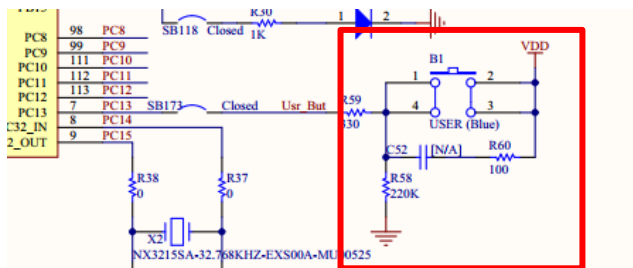 R30
PC8 98 PC8 SB118 Closed 1K 1 2
PC9 99 PC9
VDD
PC10 111 PC10
B1
PC11 112 PC11
1 2
PC12 113 PC12
PC13 7 PC13 SB173 Closed Usr_But R59 4 3
C32_IN 8 PC14 330 USER (Blue)
2_OUT 9 PC15
C52 [N/A] R60
100
R38 R37 R58
0 0 220K
X2
NX3215SA-32.768KHZ-EXS00A-MU00525